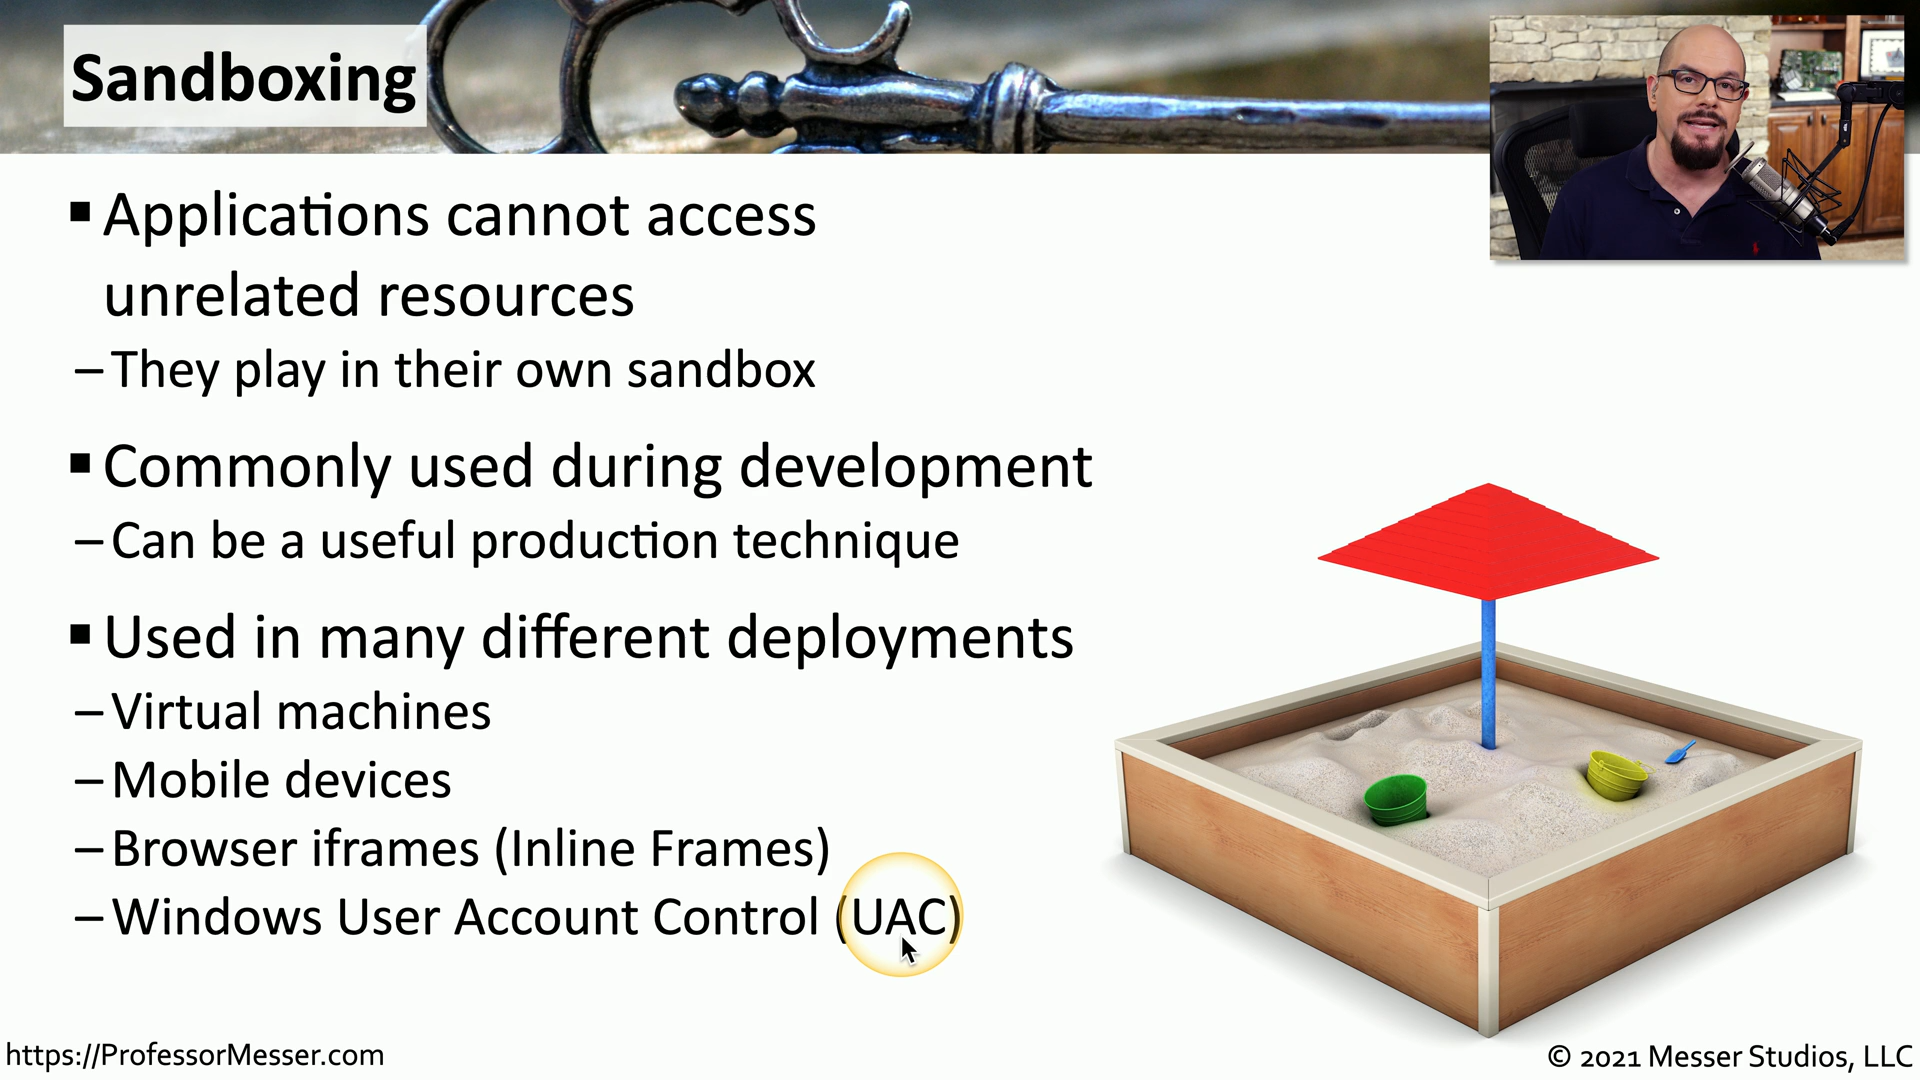 Sandboxing
▪ Applications cannot access
unrelated resources
– They play in their own sandbox
▪ Commonly used during development
– Can be a useful production technique
▪ Used in many different deployments
– Virtual machines
– Mobile devices
– Browser iframes (Inline Frames)
– Windows User Account Control (UAC)
https://ProfessorMesser.com
© 2021 Messer Studios, LLC